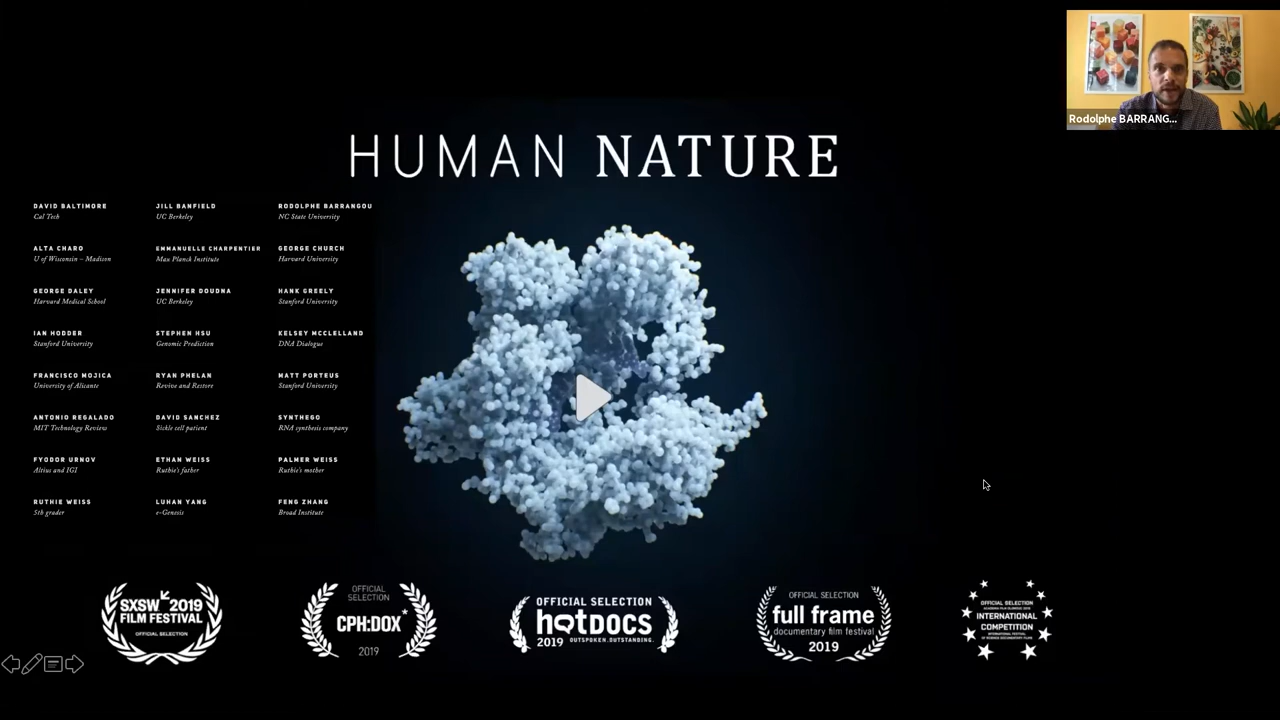 Rodolphe BARRANG...
HUMAN NATURE
DAVID BALTIMORE
Cal Tech
JILL BANFIELD
UC Berkeley
RODOLPHE BARRANGOU
NC State University
ALTA CHARO
U of Wisconsin – Madison
EMMANUELLE CHARPENTIER
Max Planck Institute
GEORGE CHURCH
Harvard University
GEORGE DALEY
Harvard Medical School
JENNIFER DOUDNA
UC Berkeley
HANK GREELY
Stanford University
IAN HODDER
Stanford University
STEPHEN HSU
Genomic Prediction
KELSEY MCCLELLAND
DNA Dialogue
FRANCISCO MOJICA
University of Alicante
RYAN PHELAN
Revive and Restore
MATT PORTEUS
Stanford University
ANTONIO REGALADO
MIT Technology Review
DAVID SANCHEZ
Sickle cell patient
SYNTHEGO
RNA synthesis company
FYODOR URNOV
Altius and IGI
ETHAN WEISS
Ruthie's father
PALMER WEISS
Ruthie's mother
RUTHIE WEISS
5th grader
LUHAN YANG
e-Genesis
FENG ZHANG
Broad Institute
SXSW 2019
FILM FESTIVAL
OFFICIAL SELECTION
OFFICIAL
SELECTION
CPH:DOX*
2019
OFFICIAL SELECTION
hotDOCS
2019 OUTSPOKEN. OUTSTANDING.
OFFICIAL SELECTION
full frame
documentary film festival
2019
OFFICIAL SELECTION
INTERNATIONAL
COMPETITION
INTERNATIONAL FESTIVAL
OF SCIENCE DOCUMENTARY FILMS